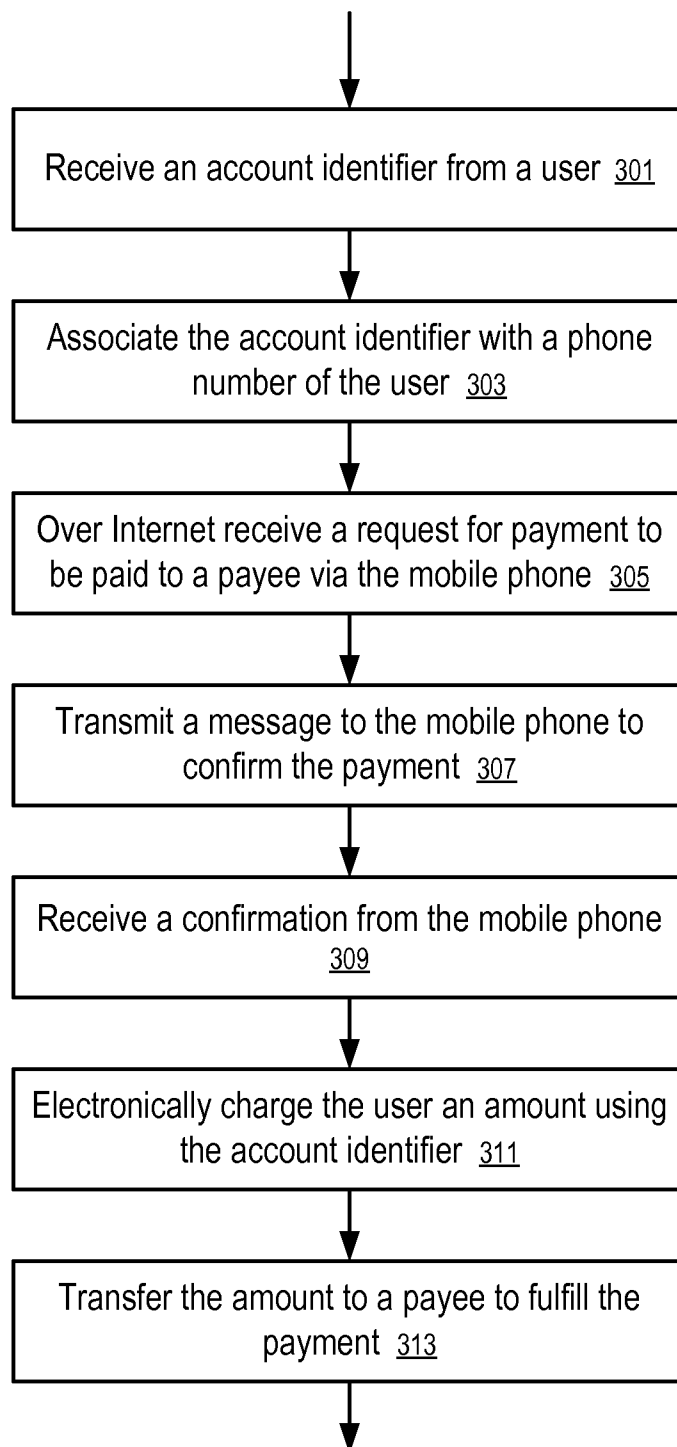 Receive an account identifier from a user 301
Associate the account identifier with a phone
number of the user 303
Over Internet receive a request for payment to
be paid to a payee via the mobile phone 305
Transmit a message to the mobile phone to
confirm the payment 307
Receive a confirmation from the mobile phone
309
Electronically charge the user an amount using
the account identifier 311
Transfer the amount to a payee to fulfill the
payment 313